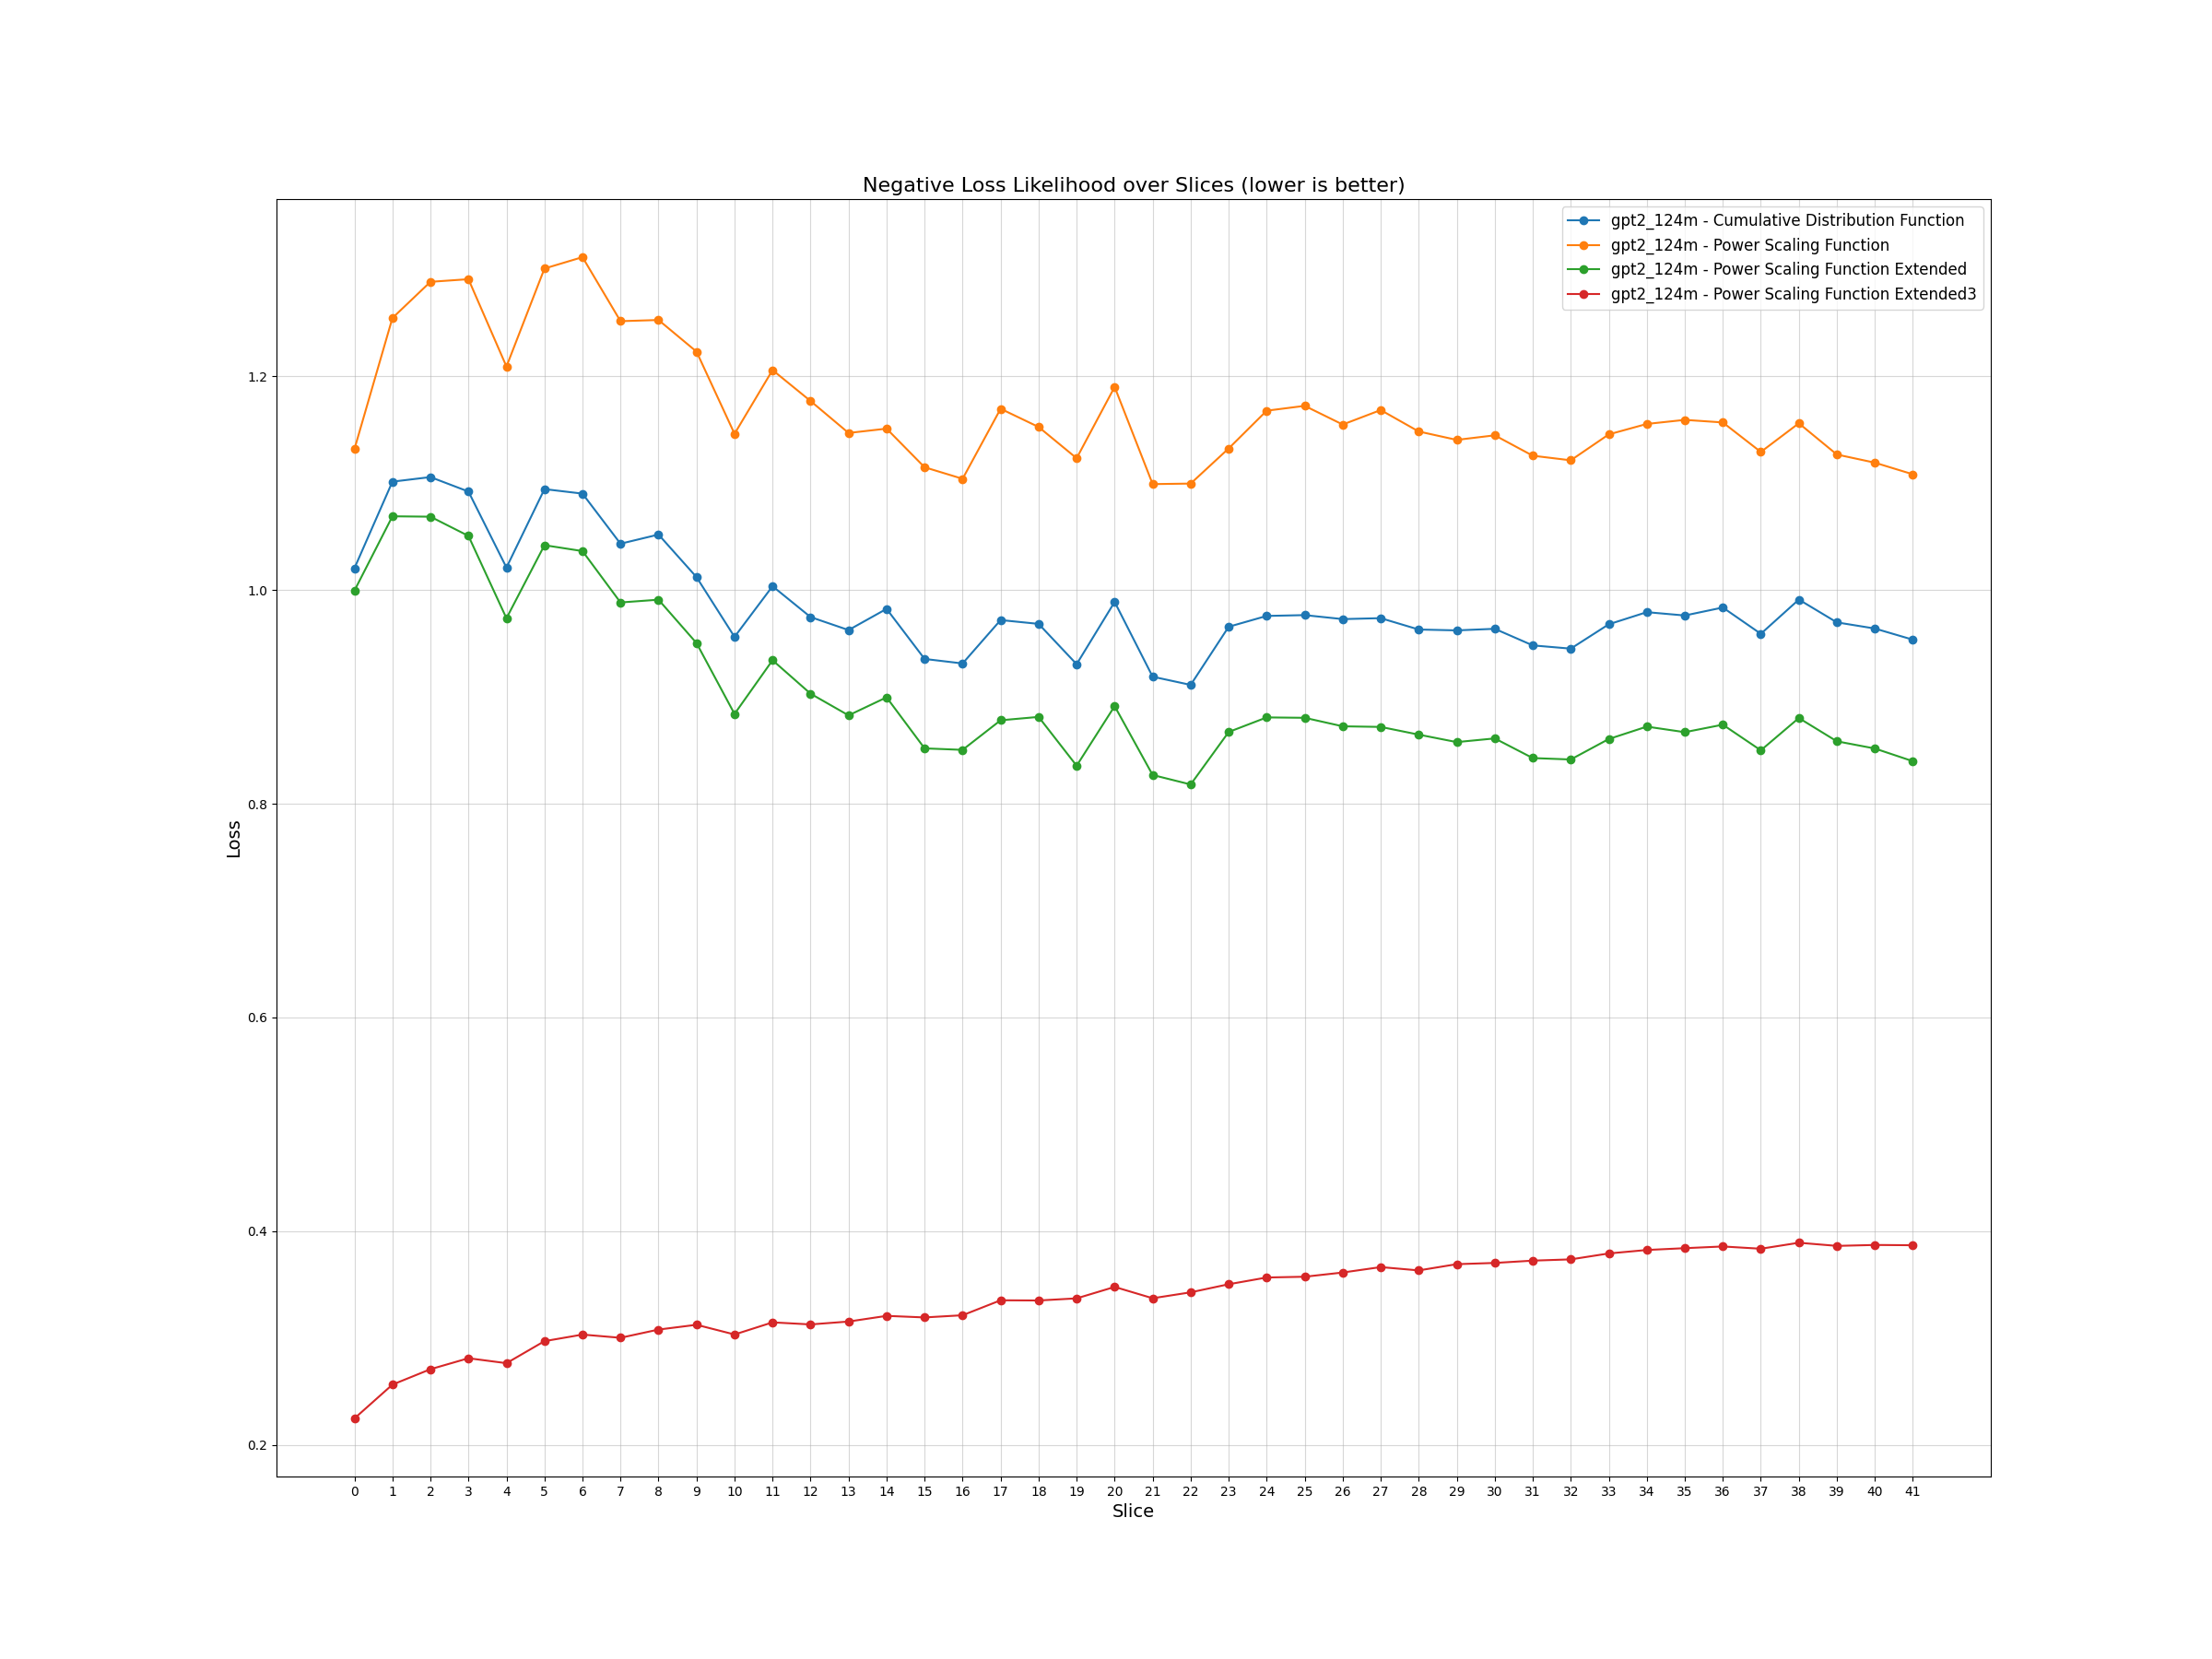 Negative Loss Likelihood over Slices (lower is better)
gpt2_124m - Cumulative Distribution Function
gpt2_124m - Power Scaling Function
gpt2_124m - Power Scaling Function Extended
gpt2_124m - Power Scaling Function Extended3
1.2
1.0
0.8
0.6
0.4
0.2
Loss
0 1 2 3 4 5 6 7 8 9 10 11 12 13 14 15 16 17 18 19 20 21 22 23 24 25 26 27 28 29 30 31 32 33 34 35 36 37 38 39 40 41
Slice